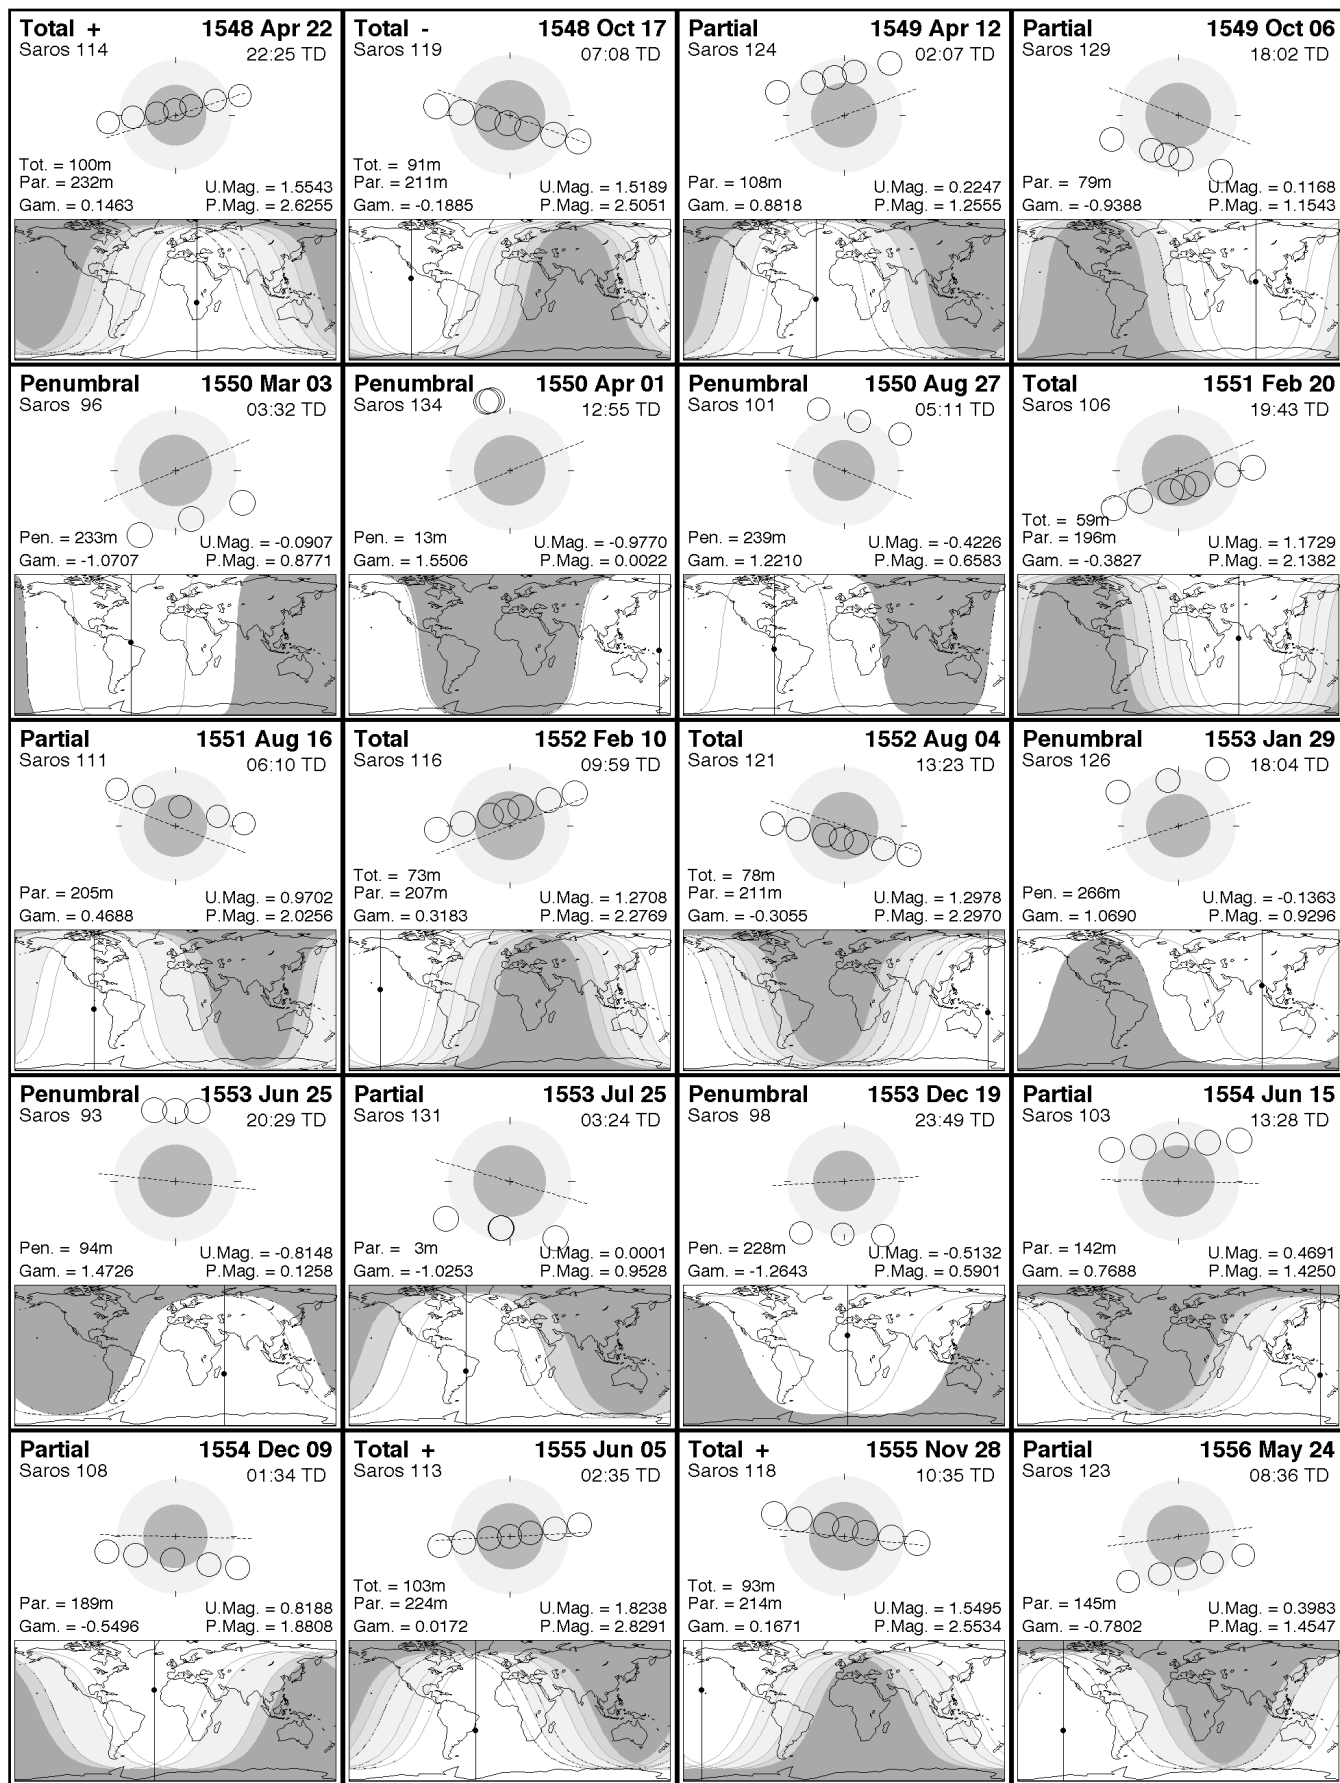 Total + 1548 Apr 22
Saros 114 22:25 TD
Tot. = 100m
Par. = 232m U.Mag. = 1.5543
Gam. = 0.1463 P.Mag. = 2.6255
Total - 1548 Oct 17
Saros 119 07:08 TD
Tot. = 91m
Par. = 211m U.Mag. = 1.5189
Gam. = -0.1885 P.Mag. = 2.5051
Partial 1549 Apr 12
Saros 124 02:07 TD
Par. = 108m U.Mag. = 0.2247
Gam. = 0.8818 P.Mag. = 1.2555
Partial 1549 Oct 06
Saros 129 18:02 TD
Par. = 79m U.Mag. = 0.1168
Gam. = -0.9388 P.Mag. = 1.1543
Penumbral 1550 Mar 03
Saros 96 03:32 TD
Pen. = 233m U.Mag. = -0.0907
Gam. = -1.0707 P.Mag. = 0.8771
Penumbral 1550 Apr 01
Saros 134 12:55 TD
Pen. = 13m U.Mag. = -0.9770
Gam. = 1.5506 P.Mag. = 0.0022
Penumbral 1550 Aug 27
Saros 101 05:11 TD
Pen. = 239m U.Mag. = -0.4226
Gam. = 1.2210 P.Mag. = 0.6583
Total 1551 Feb 20
Saros 106 19:43 TD
Tot. = 59m
Par. = 196m U.Mag. = 1.1729
Gam. = -0.3827 P.Mag. = 2.1382
Partial 1551 Aug 16
Saros 111 06:10 TD
Par. = 205m U.Mag. = 0.9702
Gam. = 0.4688 P.Mag. = 2.0256
Total 1552 Feb 10
Saros 116 09:59 TD
Tot. = 73m
Par. = 207m U.Mag. = 1.2708
Gam. = 0.3183 P.Mag. = 2.2769
Total 1552 Aug 04
Saros 121 13:23 TD
Tot. = 78m
Par. = 211m U.Mag. = 1.2978
Gam. = -0.3055 P.Mag. = 2.2970
Penumbral 1553 Jan 29
Saros 126 18:04 TD
Pen. = 266m U.Mag. = -0.1363
Gam. = 1.0690 P.Mag. = 0.9296
Penumbral 1553 Jun 25
Saros 93 20:29 TD
Pen. = 94m U.Mag. = -0.8148
Gam. = 1.4726 P.Mag. = 0.1258
Partial 1553 Jul 25
Saros 131 03:24 TD
Par. = 3m U.Mag. = 0.0001
Gam. = -1.0253 P.Mag. = 0.9528
Penumbral 1553 Dec 19
Saros 98 23:49 TD
Pen. = 228m U.Mag. = -0.5132
Gam. = -1.2643 P.Mag. = 0.5901
Partial 1554 Jun 15
Saros 103 13:28 TD
Par. = 142m U.Mag. = 0.4691
Gam. = 0.7688 P.Mag. = 1.4250
Partial 1554 Dec 09
Saros 108 01:34 TD
Par. = 189m U.Mag. = 0.8188
Gam. = -0.5496 P.Mag. = 1.8808
Total + 1555 Jun 05
Saros 113 02:35 TD
Tot. = 103m
Par. = 224m U.Mag. = 1.8238
Gam. = 0.0172 P.Mag. = 2.8291
Total + 1555 Nov 28
Saros 118 10:35 TD
Tot. = 93m
Par. = 214m U.Mag. = 1.5495
Gam. = 0.1671 P.Mag. = 2.5534
Partial 1556 May 24
Saros 123 08:36 TD
Par. = 145m U.Mag. = 0.3983
Gam. = -0.7802 P.Mag. = 1.4547